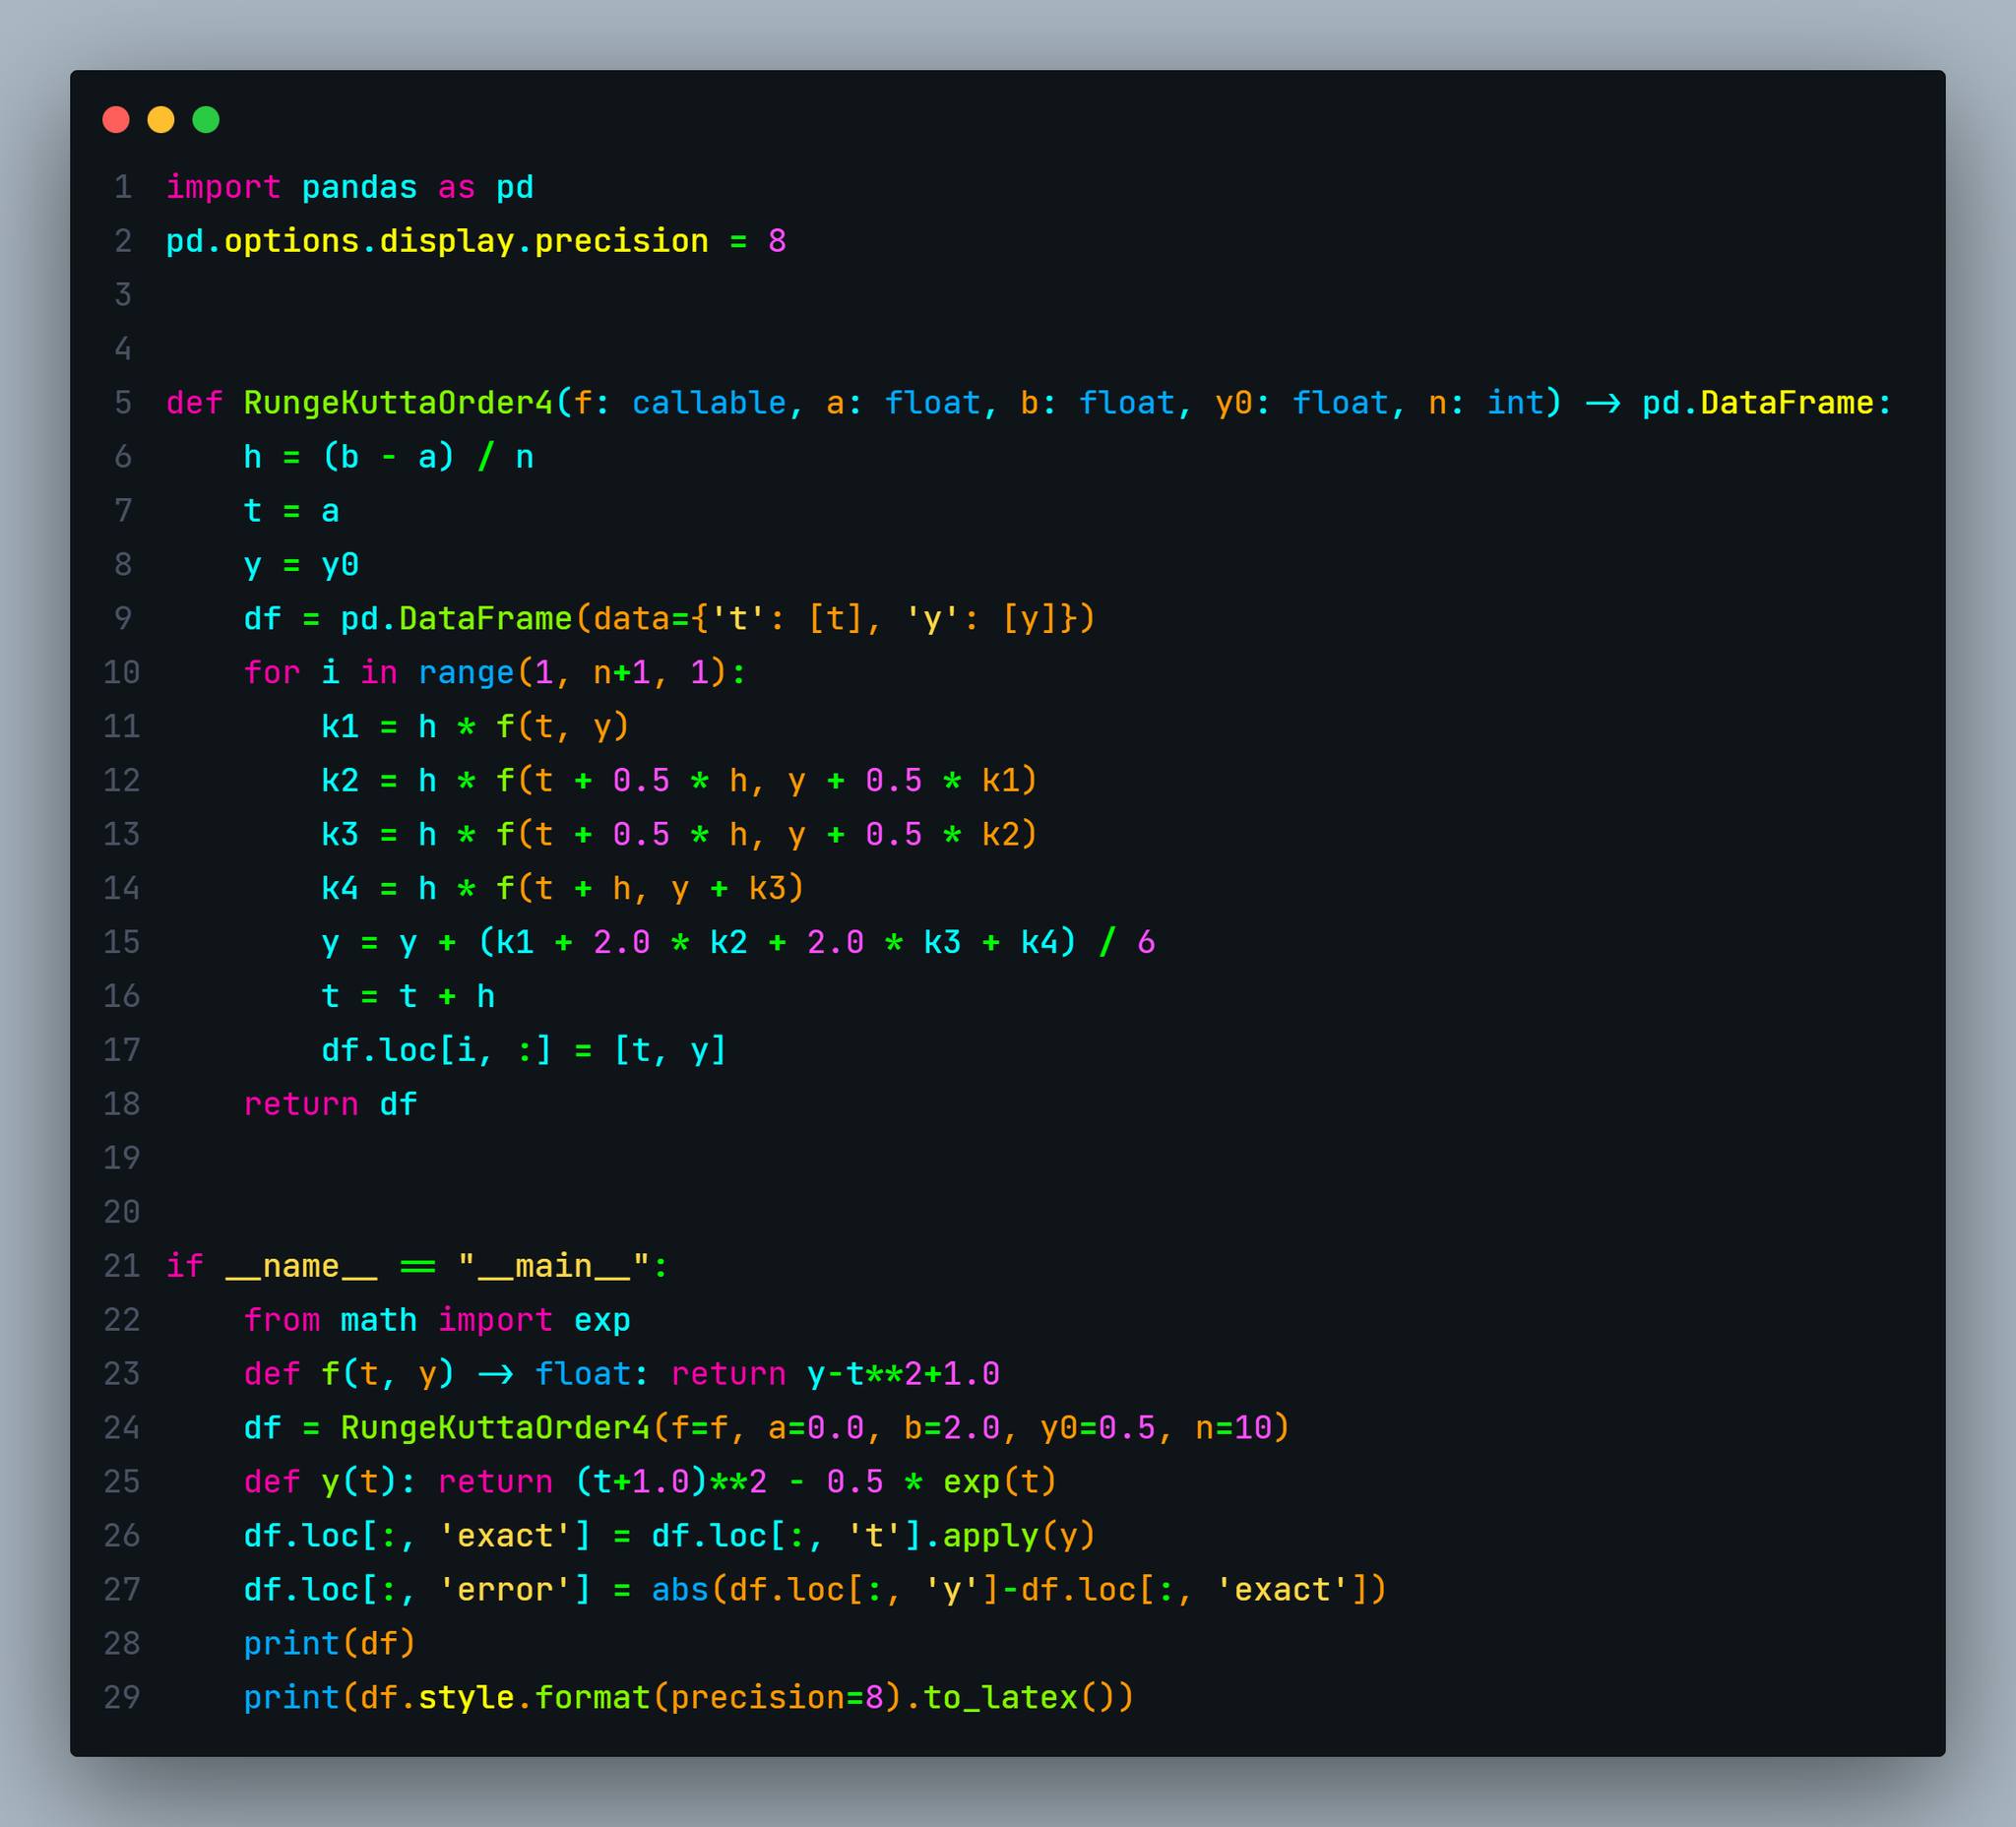 1 import pandas as pd
2 pd.options.display.precision = 8
3
4
5 def RungeKuttaOrder4(f: callable, a: float, b: float, y0: float, n: int) -> pd.DataFrame:
6     h = (b - a) / n
7     t = a
8     y = y0
9     df = pd.DataFrame(data={'t': [t], 'y': [y]})
10     for i in range(1, n+1, 1):
11         k1 = h * f(t, y)
12         k2 = h * f(t + 0.5 * h, y + 0.5 * k1)
13         k3 = h * f(t + 0.5 * h, y + 0.5 * k2)
14         k4 = h * f(t + h, y + k3)
15         y = y + (k1 + 2.0 * k2 + 2.0 * k3 + k4) / 6
16         t = t + h
17         df.loc[i, :] = [t, y]
18     return df
19
20
21 if __name__ == "__main__":
22     from math import exp
23     def f(t, y) -> float: return y-t**2+1.0
24     df = RungeKuttaOrder4(f=f, a=0.0, b=2.0, y0=0.5, n=10)
25     def y(t): return (t+1.0)**2 - 0.5 * exp(t)
26     df.loc[:, 'exact'] = df.loc[:, 't'].apply(y)
27     df.loc[:, 'error'] = abs(df.loc[:, 'y']-df.loc[:, 'exact'])
28     print(df)
29     print(df.style.format(precision=8).to_latex())